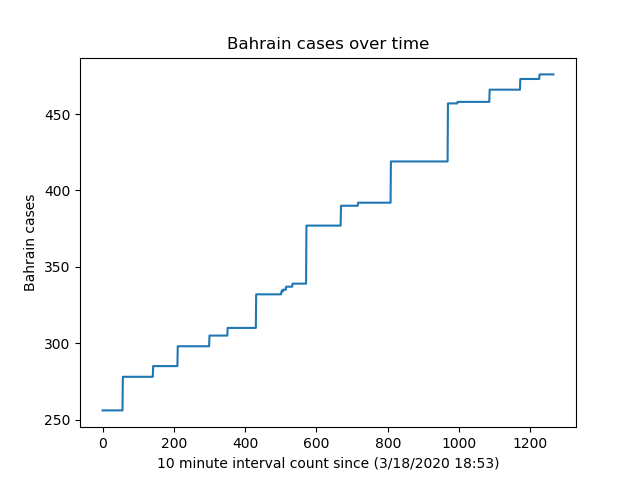 Bahrain cases over time
450
400
350
300
250
Bahrain cases
0 200 400 600 800 1000 1200
10 minute interval count since (3/18/2020 18:53)